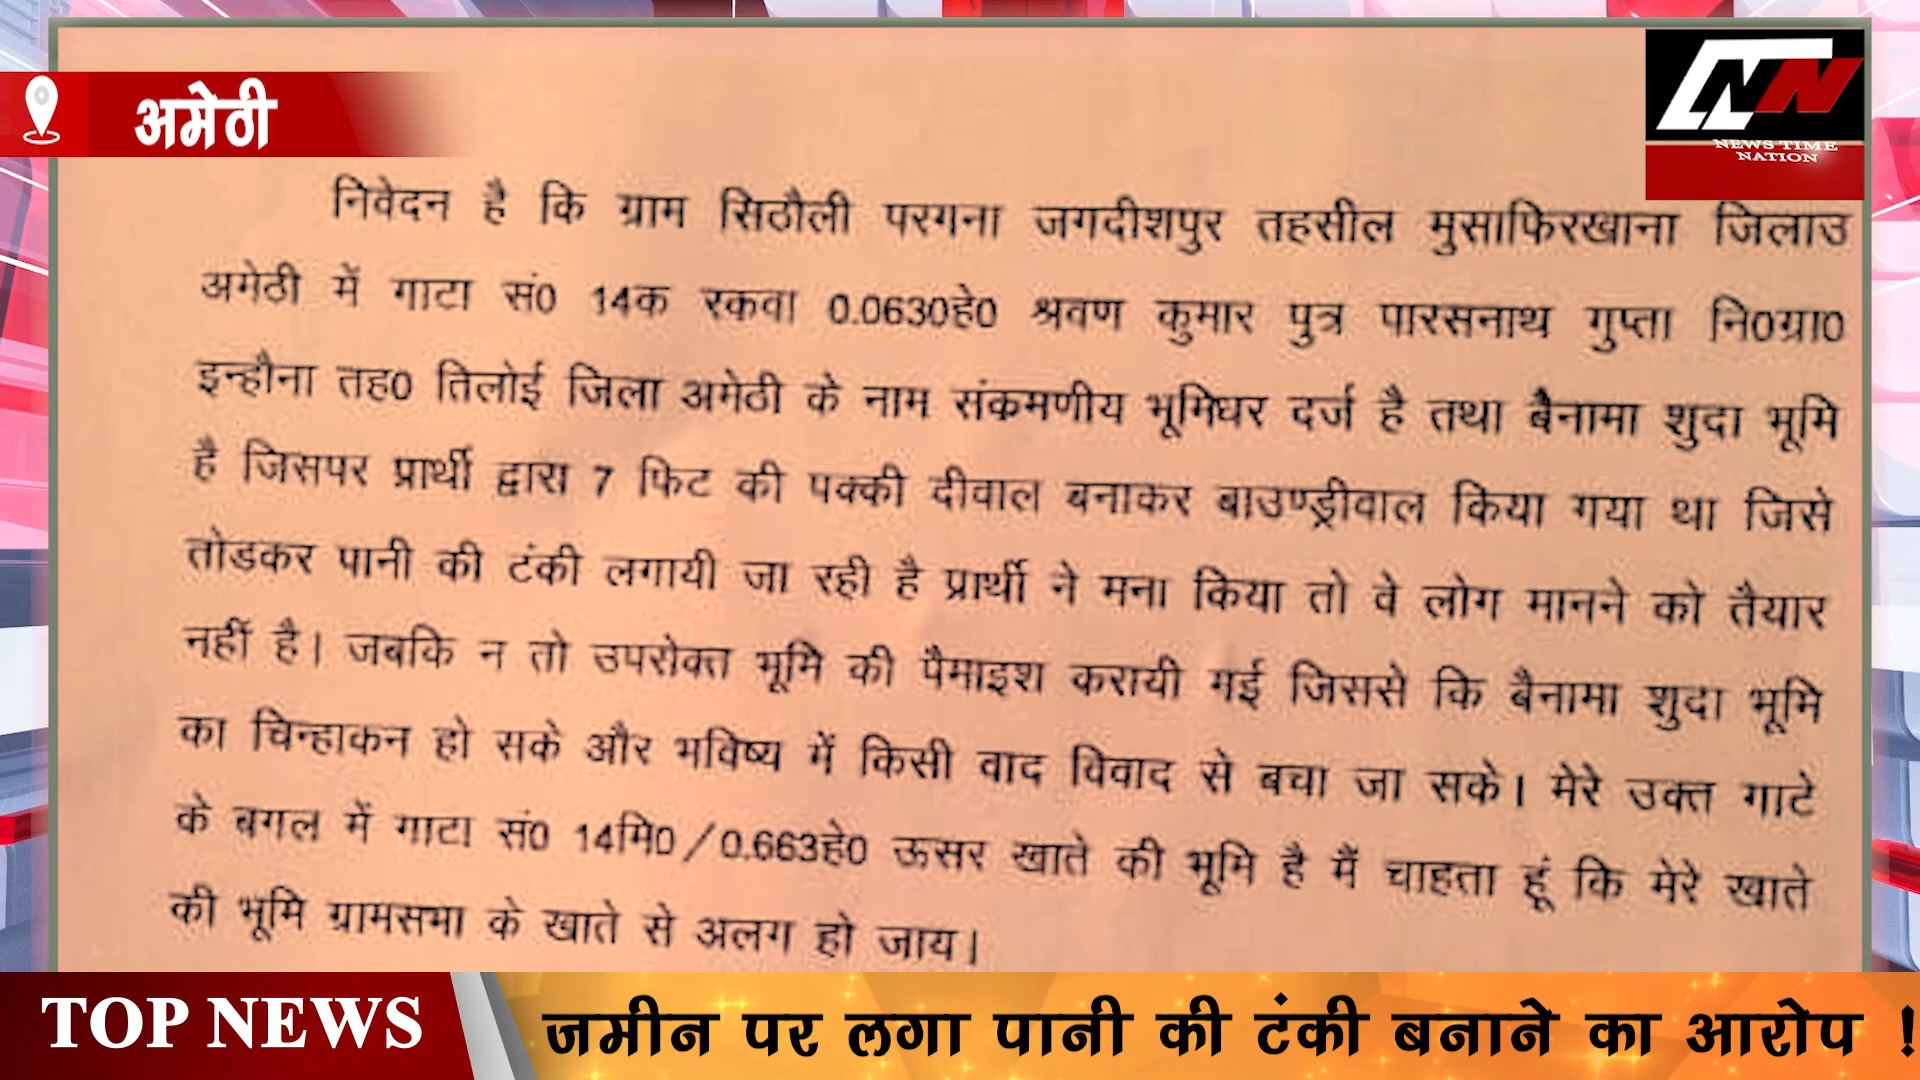 अमेठी
NN
NEWS TIME
NATION
निवेदन है कि ग्राम सिठौली परगना जगदीशपुर तहसील मुसाफिरखाना जिलाउ
अमेठी में गाटा सं0 14क रकवा 0.0630हे0 श्रवण कुमार पुत्र पारसनाथ गुप्ता नि0ग्रा0
इन्हौना तह0 तिलोई जिला अमेठी के नाम संक्रमणीय भूमिधर दर्ज है तथा बैनामा शुदा भूमि
है जिसपर प्रार्थी द्वारा 7 फिट की पक्की दीवाल बनाकर बाउण्ड्रीवाल किया गया था जिसे
तोडकर पानी की टंकी लगायी जा रही है प्रार्थी ने मना किया तो वे लोग मानने को तैयार
नहीं है। जबकि न तो उपरोक्त भूमि की पैमाइश करायी गई जिससे कि बैनामा शुदा भूमि
का चिन्हाकन हो सके और भविष्य में किसी वाद विवाद से बचा जा सके। मेरे उक्त गाटे
के बगल में गाटा सं0 14मि0/0.663हे0 ऊसर खाते की भूमि है मैं चाहता हूं कि मेरे खाते
की भूमि ग्रामसभा के खाते से अलग हो जाय।
TOP NEWS
जमीन पर लगा पानी की टंकी बनाने का आरोप !